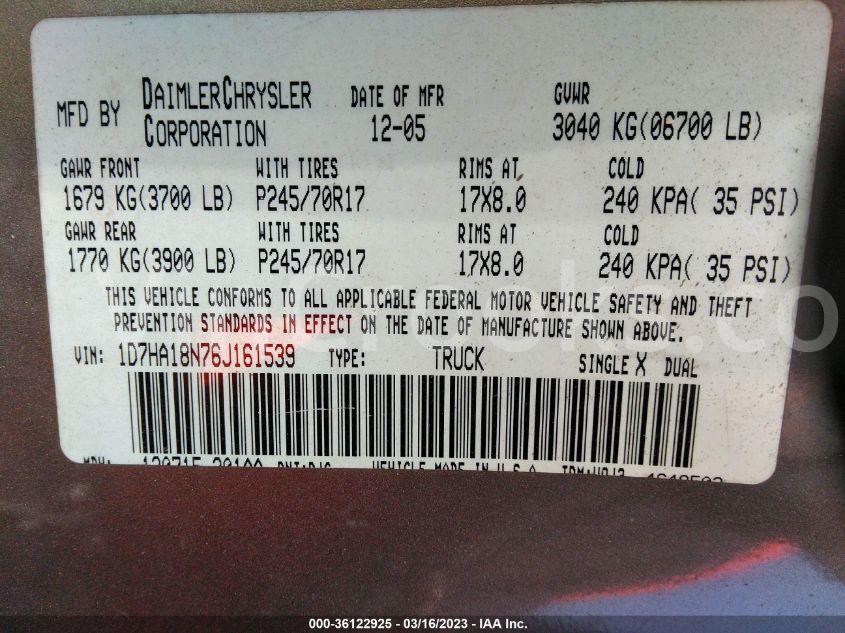 MFD BY DAIMLERCHRYSLER CORPORATION DATE OF MFR 12-05 GVWR 3040 KG(06700 LB)
GAWR FRONT WITH TIRES RIMS AT COLD
1679 KG(3700 LB) P245/70R17 17X8.0 240 KPA( 35 PSI)
GAWR REAR WITH TIRES RIMS AT COLD
1770 KG(3900 LB) P245/70R17 17X8.0 240 KPA( 35 PSI)
THIS VEHICLE CONFORMS TO ALL APPLICABLE FEDERAL MOTOR VEHICLE SAFETY AND THEFT
PREVENTION STANDARDS IN EFFECT ON THE DATE OF MANUFACTURE SHOWN ABOVE.
VIN: 1D7HA18N76J161539 TYPE: TRUCK SINGLE X DUAL
VEHICLE MADE IN U.S.A.
000-36122925 - 03/16/2023 - IAA Inc.